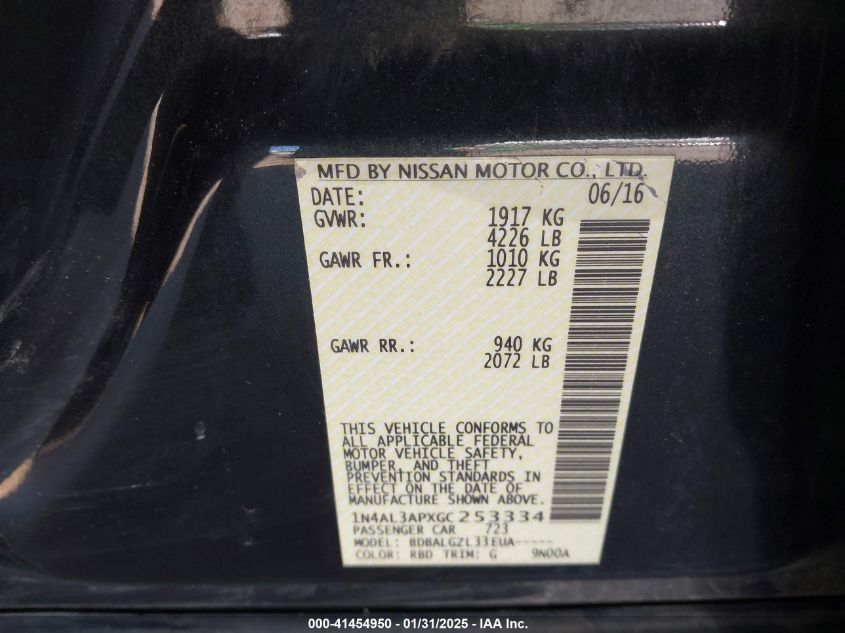 MFD BY NISSAN MOTOR CO., LTD.
DATE: 06/16
GVWR: 1917 KG
4226 LB
GAWR FR.: 1010 KG
2227 LB
GAWR RR.: 940 KG
2072 LB
THIS VEHICLE CONFORMS TO
ALL APPLICABLE FEDERAL
MOTOR VEHICLE SAFETY,
BUMPER, AND THEFT
PREVENTION STANDARDS IN
EFFECT ON THE DATE OF
MANUFACTURE SHOWN ABOVE.
1N4AL3APXGC253334
PASSENGER CAR 723
MODEL: BDBALGZL33EUA-----
COLOR: RBD TRIM: G 9N00A
000-41454950 - 01/31/2025 - IAA Inc.